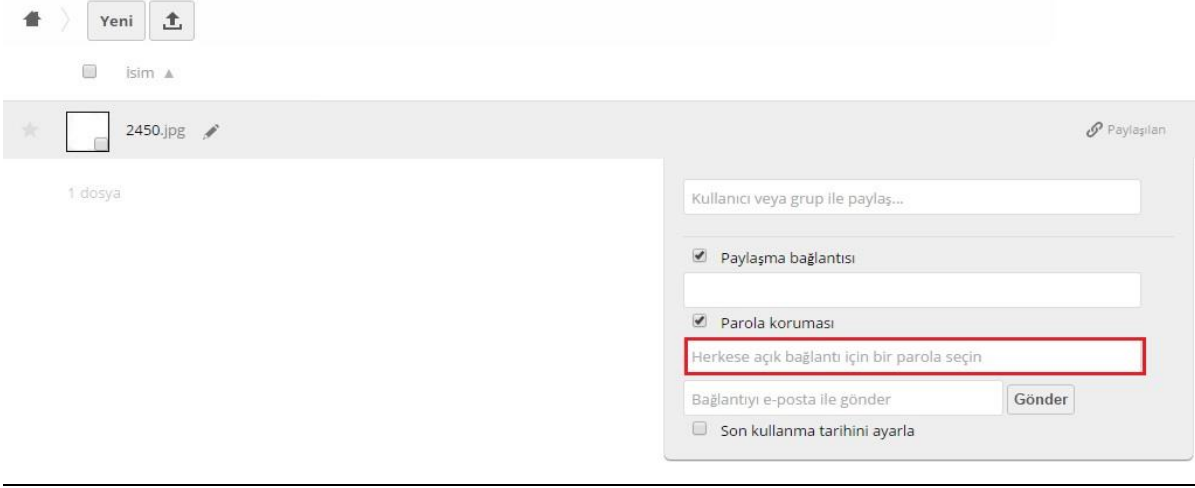 Yeni
İsim ▲
2450.jpg
Paylaşılan
1 dosya
Kullanıcı veya grup ile paylaş...
Paylaşma bağlantısı
Parola koruması
Herkese açık bağlantı için bir parola seçin
Bağlantıyı e-posta ile gönder
Gönder
Son kullanma tarihini ayarla